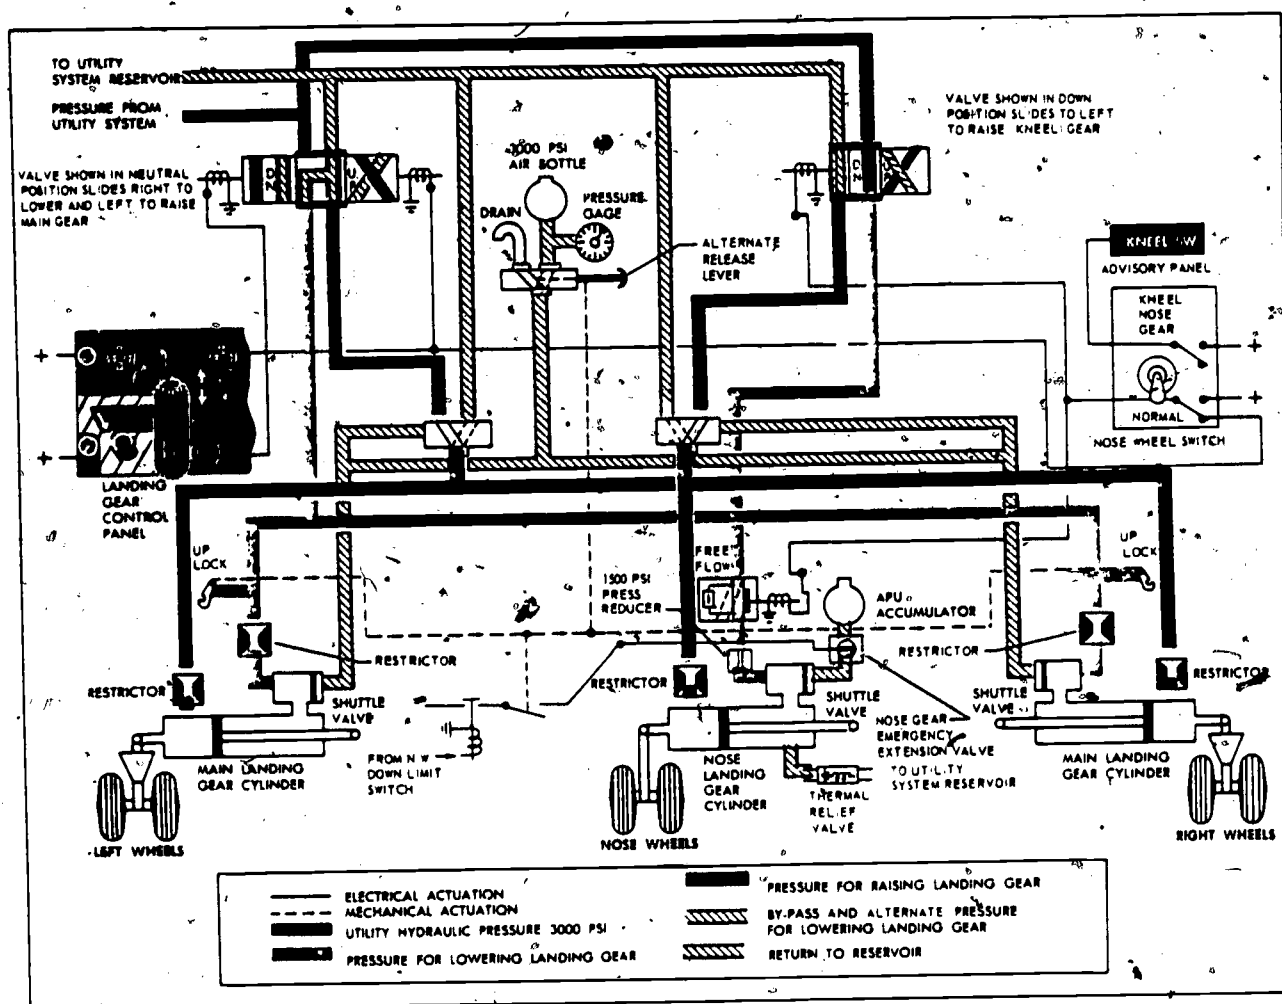 TO UTILITY
SYSTEM RESERVOIR
PRESSURE FROM
UTILITY SYSTEM
VALVE SHOWN IN NEUTRAL
POSITION SLIDES RIGHT TO
LOWER AND LEFT TO RAISE
MAIN GEAR
DN
UP
3000 PSI
AIR BOTTLE
DRAIN
PRESSURE
GAGE
ALTERNATE
RELEASE
LEVER
VALVE SHOWN IN DOWN
POSITION SLIDES TO LEFT
TO RAISE KNEEL GEAR
DN
KNEEL SW
ADVISORY PANEL
KNEEL
NOSE
GEAR
NORMAL
NOSE WHEEL SWITCH
+
+
+
+
LANDING
GEAR
CONTROL
PANEL
UP
LOCK
1500 PSI
PRESS
REDUCER
FREE
FLOW
APU
ACCUMULATOR
UP
LOCK
RESTRICTOR
RESTRICTOR
RESTRICTOR
RESTRICTOR
RESTRICTOR
SHUTTLE
VALVE
SHUTTLE
VALVE
SHUTTLE
VALVE
NOSE GEAR
EMERGENCY
EXTENSION VALVE
FROM N W
DOWN LIMIT
SWITCH
MAIN LANDING
GEAR CYLINDER
NOSE
LANDING
GEAR
CYLINDER
TO UTILITY
SYSTEM RESERVOIR
THERMAL
RELIEF
VALVE
MAIN LANDING
GEAR CYLINDER
LEFT WHEELS
NOSE WHEELS
RIGHT WHEELS
ELECTRICAL ACTUATION
MECHANICAL ACTUATION
UTILITY HYDRAULIC PRESSURE 3000 PSI
PRESSURE FOR LOWERING LANDING GEAR
PRESSURE FOR RAISING LANDING GEAR
BY-PASS AND ALTERNATE PRESSURE
FOR LOWERING LANDING GEAR
RETURN TO RESERVOIR